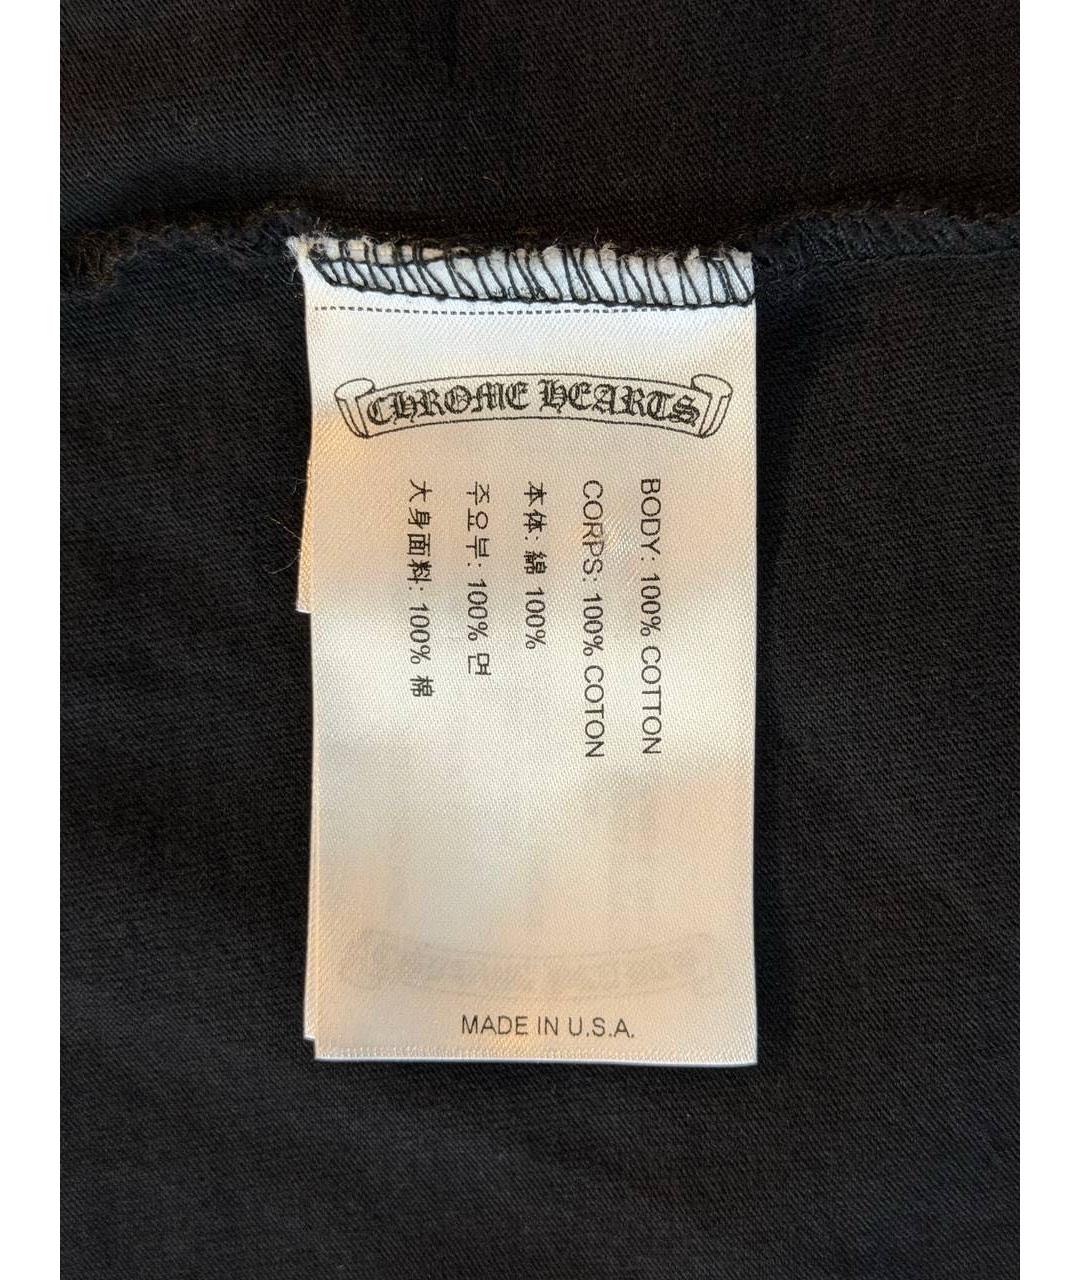 CHROME HEARTS
BODY: 100% COTTON
CORPS: 100% COTON
本体: 綿 100%
주요부: 100% 면
大身面料: 100% 棉
MADE IN U.S.A.